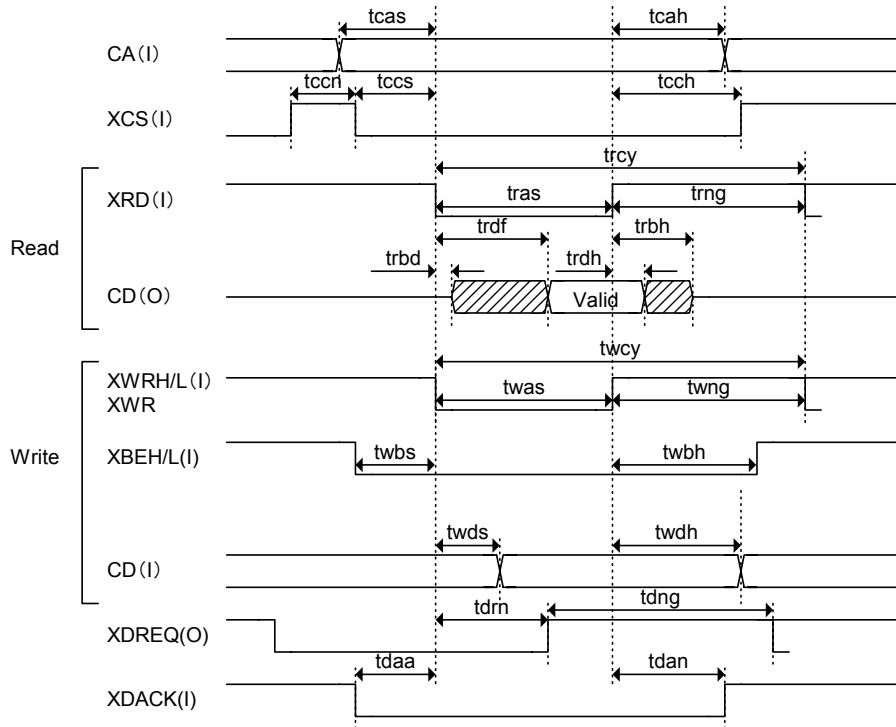 tcas tcah
CA(I)
tccn tccs tcch
XCS(I)
trcy
XRD(I) tras trng
Read
trdf trbh
trbd trdh
CD(O) Valid
twcy
XWRH/L(I)
XWR twas twng
Write
XBEH/L(I) twbs twbh
twds twdh
CD(I)
tdrn tdng
XDREQ(O)
tdaa tdan
XDACK(I)